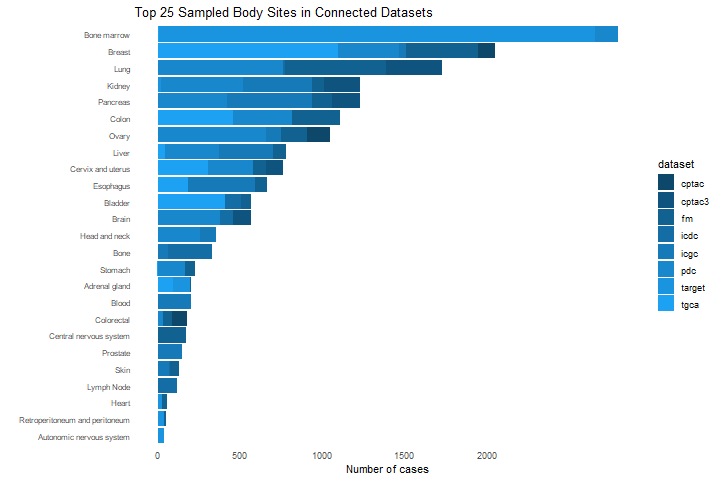 Top 25 Sampled Body Sites in Connected Datasets
Bone marrow
Breast
Lung
Kidney
Pancreas
Colon
Ovary
Liver
Cervix and uterus
Esophagus
Bladder
Brain
Head and neck
Bone
Stomach
Adrenal gland
Blood
Colorectal
Central nervous system
Prostate
Skin
Lymph Node
Heart
Retroperitoneum and peritoneum
Autonomic nervous system
0 500 1000 1500 2000
Number of cases
dataset
cptac
cptac3
fm
icdc
icgc
pdc
target
tgca